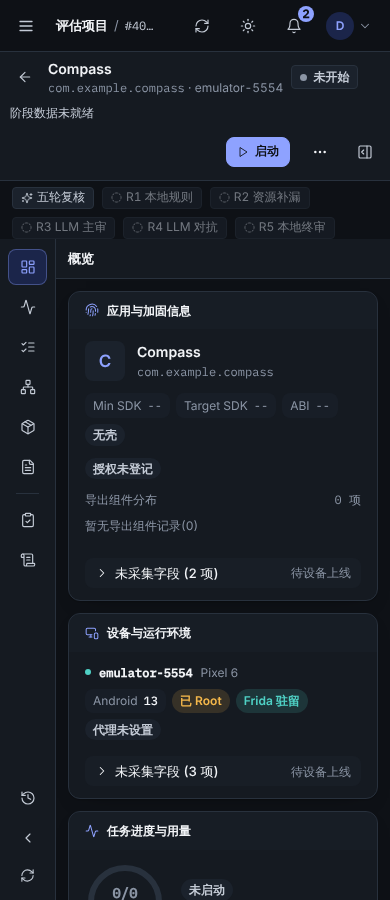 评估项目 / #40…
2
D
Compass
com.example.compass · emulator-5554
未开始
阶段数据未就绪
启动
五轮复核 R1 本地规则 R2 资源补漏
R3 LLM 主审 R4 LLM 对抗 R5 本地终审
概览
应用与加固信息
C
Compass
com.example.compass
Min SDK -- Target SDK -- ABI --
无壳
授权未登记
导出组件分布 0 项
暂无导出组件记录(0)
未采集字段 (2 项) 待设备上线
设备与运行环境
emulator-5554 Pixel 6
Android 13 已 Root Frida 驻留
代理未设置
未采集字段 (3 项) 待设备上线
任务进度与用量
0/0
未启动